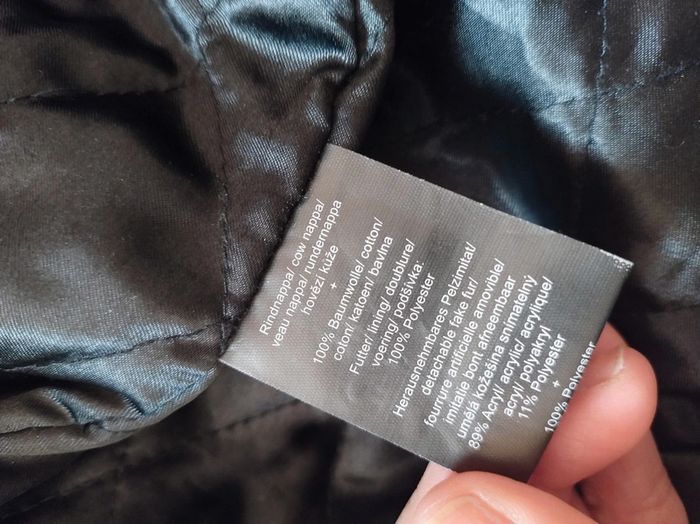 Rindnappa/ cow nappa/
veau nappa/ rundernappa
hovězí kůže
+
100% Baumwolle/ cotton/
coton/ katoen/ bavlna
Futter/ lining/ doublure/
voering/ podšívka:
100% Polyester
Herausnehmbares Pelzimitat/
detachable fake fur/
fourrure artificelle amovible/
imitatie bont afneembaar
umělá kožešina snímatelný
89% Acryl/ acrylic/ acrylique/
acryl/ polyakryl
11% Polyester
+
100% Polyester